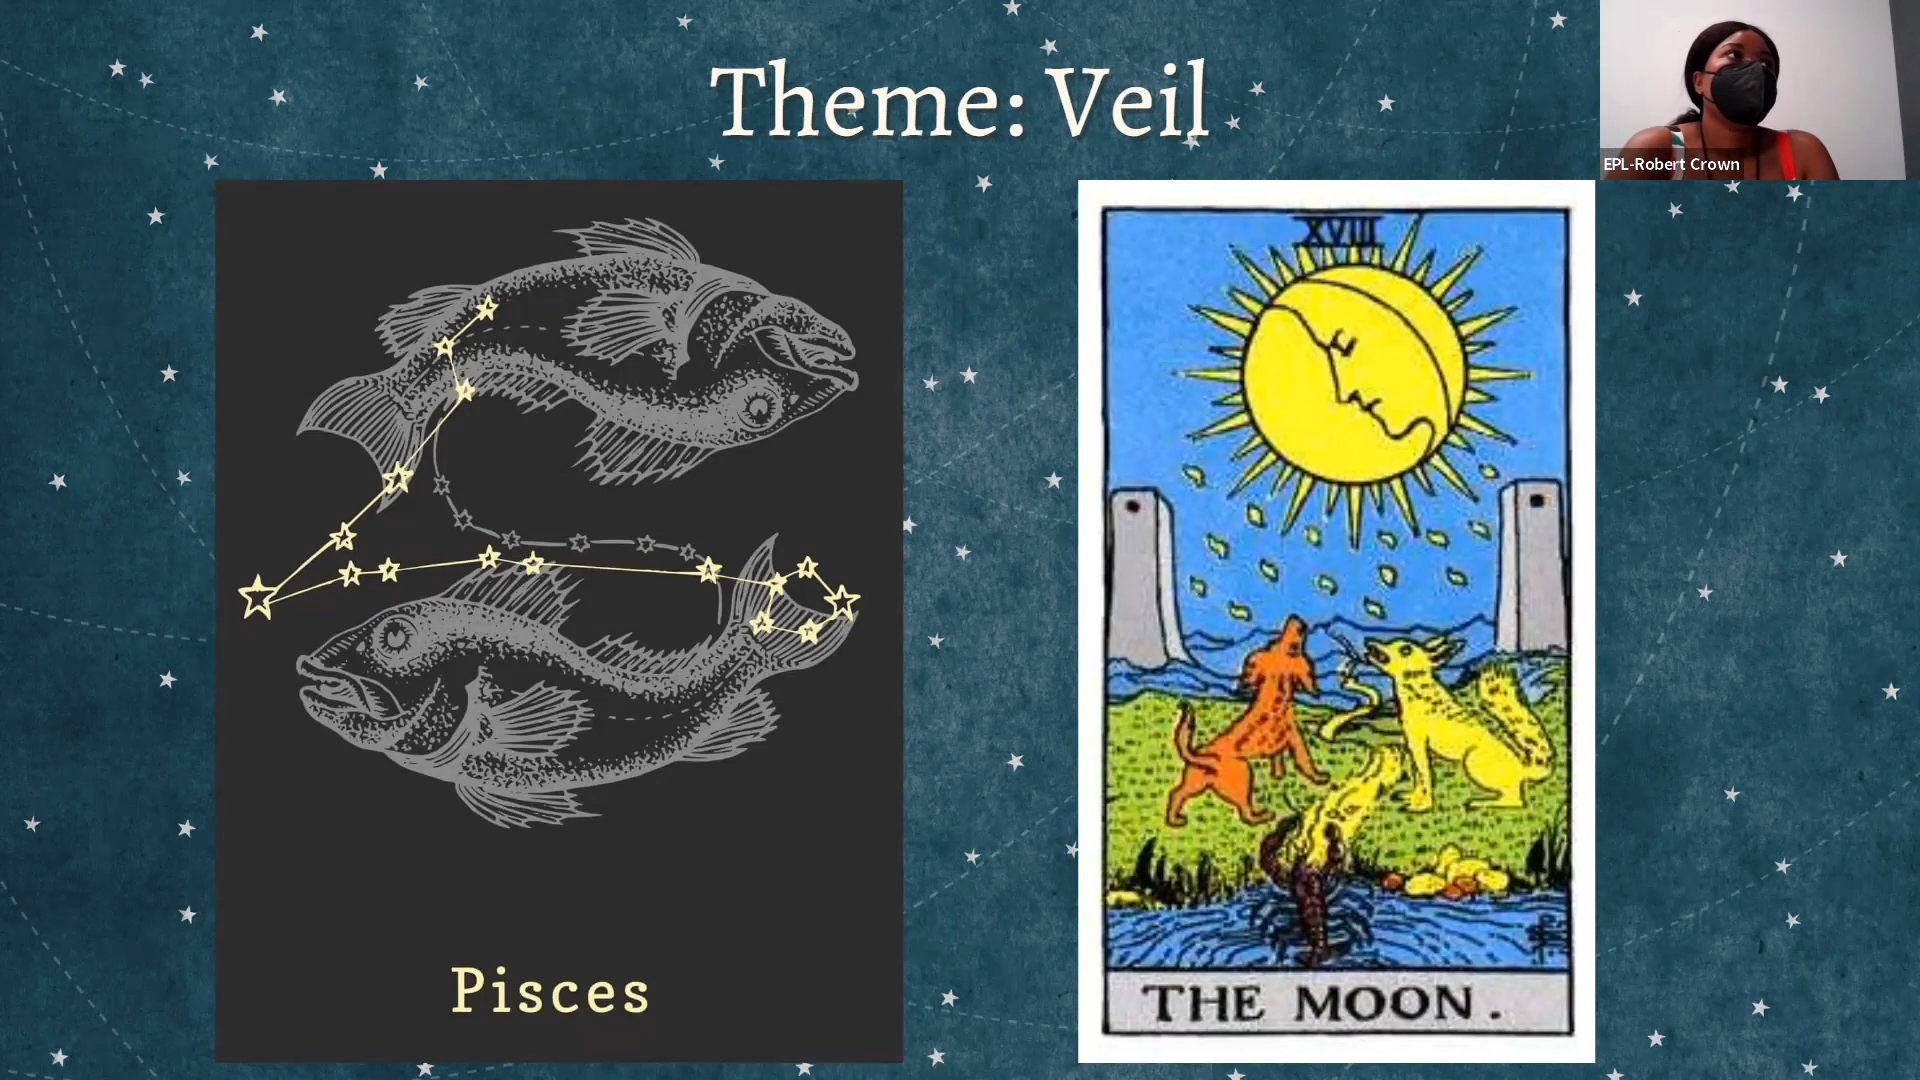 Theme: Veil
EPL-Robert Crown
XVIII
Pisces
THE MOON.